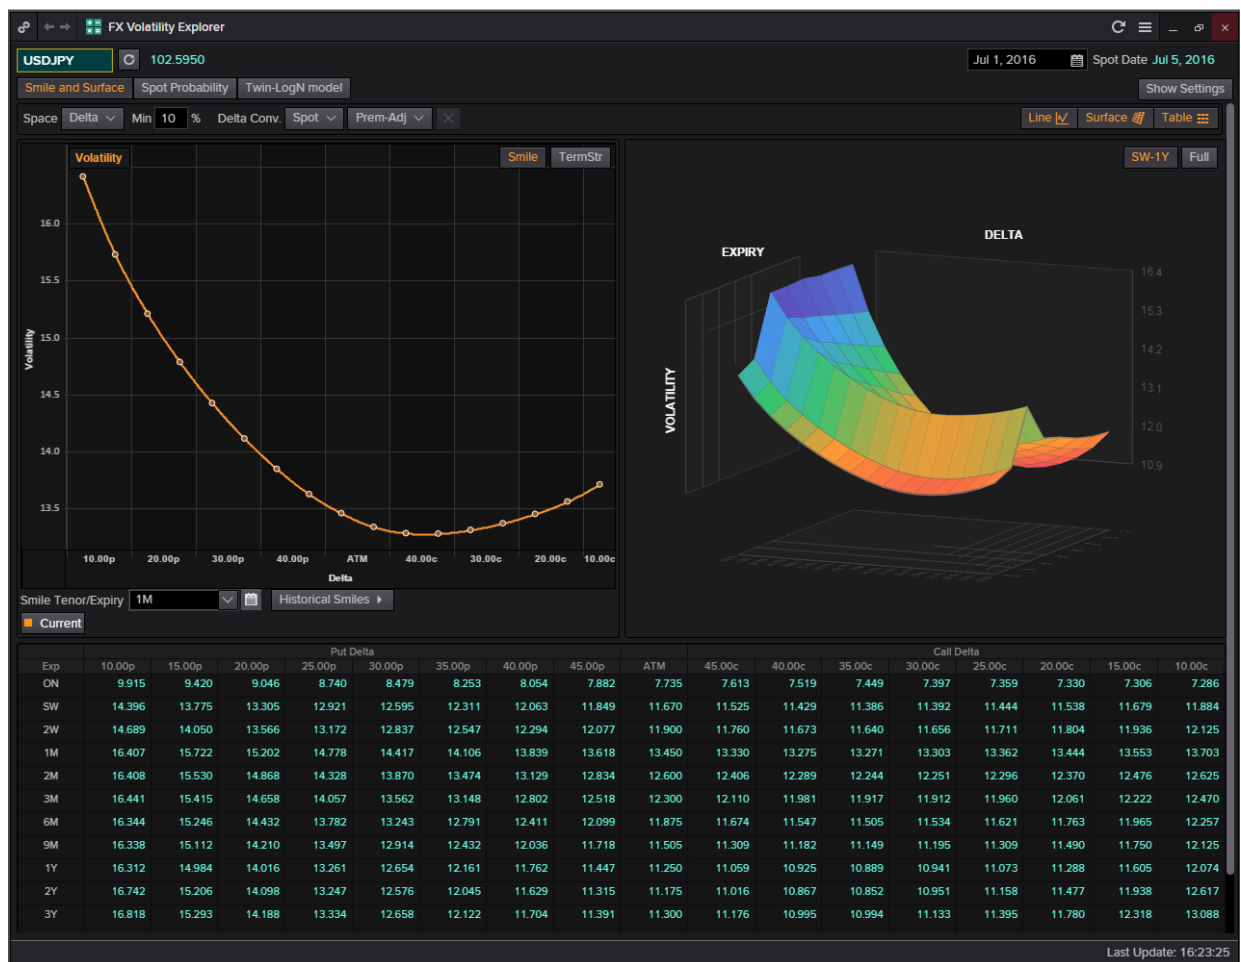 FX Volatility Explorer
USDJPY 102.5950 Jul 1, 2016 Spot Date Jul 5, 2016
Smile and Surface Spot Probability Twin-LogN model Show Settings
Space Delta Min 10 % Delta Conv. Spot Prem-Adj Line Surface Table
Volatility Smile TermStr
16.0
15.5
15.0
14.5
14.0
13.5
Volatility
10.00p 20.00p 30.00p 40.00p ATM 40.00c 30.00c 20.00c 10.00c
Delta
Smile Tenor/Expiry 1M Historical Smiles
Current
SW-1Y Full
DELTA
EXPIRY
VOLATILITY
16.4
15.3
14.2
13.1
12.0
10.9
Put Delta Call Delta
Exp 10.00p 15.00p 20.00p 25.00p 30.00p 35.00p 40.00p 45.00p ATM 45.00c 40.00c 35.00c 30.00c 25.00c 20.00c 15.00c 10.00c
ON 9.915 9.420 9.046 8.740 8.479 8.253 8.054 7.882 7.735 7.613 7.519 7.449 7.397 7.359 7.330 7.306 7.286
SW 14.396 13.775 13.305 12.921 12.595 12.311 12.063 11.849 11.670 11.525 11.429 11.386 11.392 11.444 11.538 11.679 11.884
2W 14.689 14.050 13.566 13.172 12.837 12.547 12.294 12.077 11.900 11.760 11.673 11.640 11.656 11.711 11.804 11.936 12.125
1M 16.407 15.722 15.202 14.778 14.417 14.106 13.839 13.618 13.450 13.330 13.275 13.271 13.303 13.362 13.444 13.553 13.703
2M 16.408 15.530 14.868 14.328 13.870 13.474 13.129 12.834 12.600 12.406 12.289 12.244 12.251 12.296 12.370 12.476 12.625
3M 16.441 15.415 14.658 14.057 13.562 13.148 12.802 12.518 12.300 12.110 11.981 11.917 11.912 11.960 12.061 12.222 12.470
6M 16.344 15.246 14.432 13.782 13.243 12.791 12.411 12.099 11.875 11.674 11.547 11.505 11.534 11.621 11.763 11.965 12.257
9M 16.338 15.112 14.210 13.497 12.914 12.432 12.036 11.718 11.505 11.309 11.182 11.149 11.195 11.309 11.490 11.750 12.125
1Y 16.312 14.984 14.016 13.261 12.654 12.161 11.762 11.447 11.250 11.059 10.925 10.889 10.941 11.073 11.288 11.605 12.074
2Y 16.742 15.206 14.098 13.247 12.576 12.045 11.629 11.315 11.175 11.016 10.867 10.852 10.951 11.158 11.477 11.938 12.617
3Y 16.818 15.293 14.188 13.334 12.658 12.122 11.704 11.391 11.300 11.176 10.995 10.994 11.133 11.395 11.780 12.318 13.088
Last Update: 16:23:25